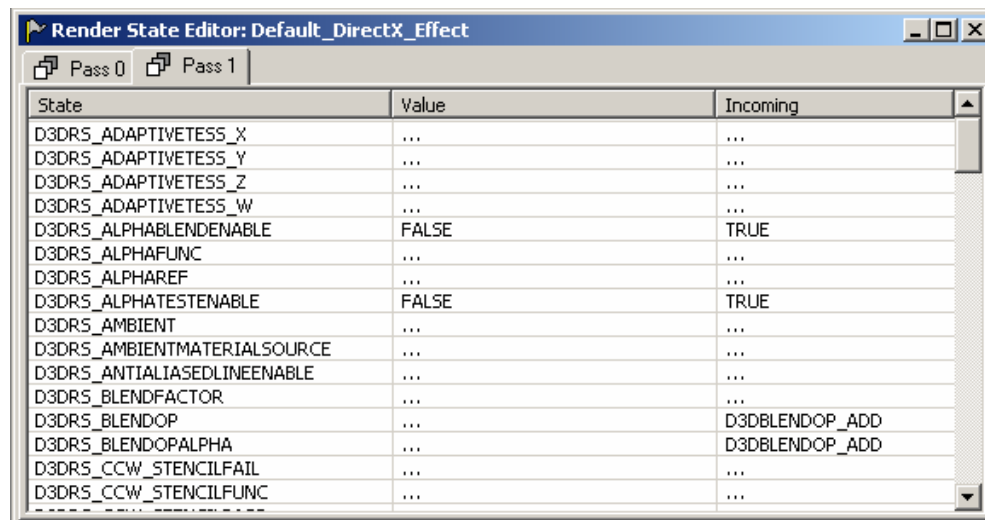 Render State Editor: Default_DirectX_Effect
Pass 0 Pass 1
State Value Incoming
D3DRS_ADAPTIVETESS_X ... ...
D3DRS_ADAPTIVETESS_Y ... ...
D3DRS_ADAPTIVETESS_Z ... ...
D3DRS_ADAPTIVETESS_W ... ...
D3DRS_ALPHABLENDENABLE FALSE TRUE
D3DRS_ALPHAFUNC ... ...
D3DRS_ALPHAREF ... ...
D3DRS_ALPHATESTENABLE FALSE TRUE
D3DRS_AMBIENT ... ...
D3DRS_AMBIENTMATERIALSOURCE ... ...
D3DRS_ANTIALIASEDLINEENABLE ... ...
D3DRS_BLENDFACTOR ... ...
D3DRS_BLENDOP ... D3DBLENDOP_ADD
D3DRS_BLENDOPALPHA ... D3DBLENDOP_ADD
D3DRS_CCW_STENCILFAIL ... ...
D3DRS_CCW_STENCILFUNC ... ...